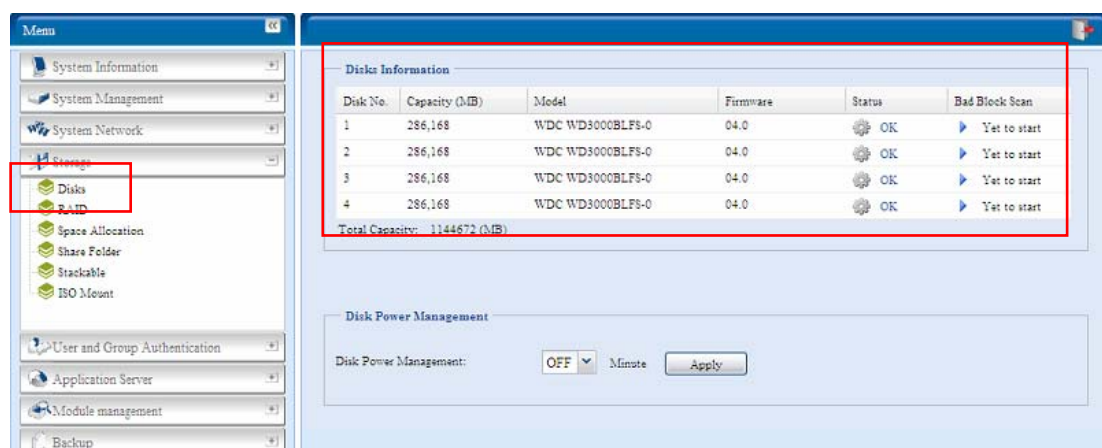 Menu
System Information
System Management
System Network
Storage
Disks
RAID
Space Allocation
Share Folder
Stackable
ISO Mount
User and Group Authentication
Application Server
Module management
Backup
Disks Information
Disk No. Capacity (MB) Model Firmware Status Bad Block Scan
1 286,168 WDC WD3000BLFS-0 04.0 OK Yet to start
2 286,168 WDC WD3000BLFS-0 04.0 OK Yet to start
3 286,168 WDC WD3000BLFS-0 04.0 OK Yet to start
4 286,168 WDC WD3000BLFS-0 04.0 OK Yet to start
Total Capacity: 1144672 (MB)
Disk Power Management
Disk Power Management: OFF Minute Apply